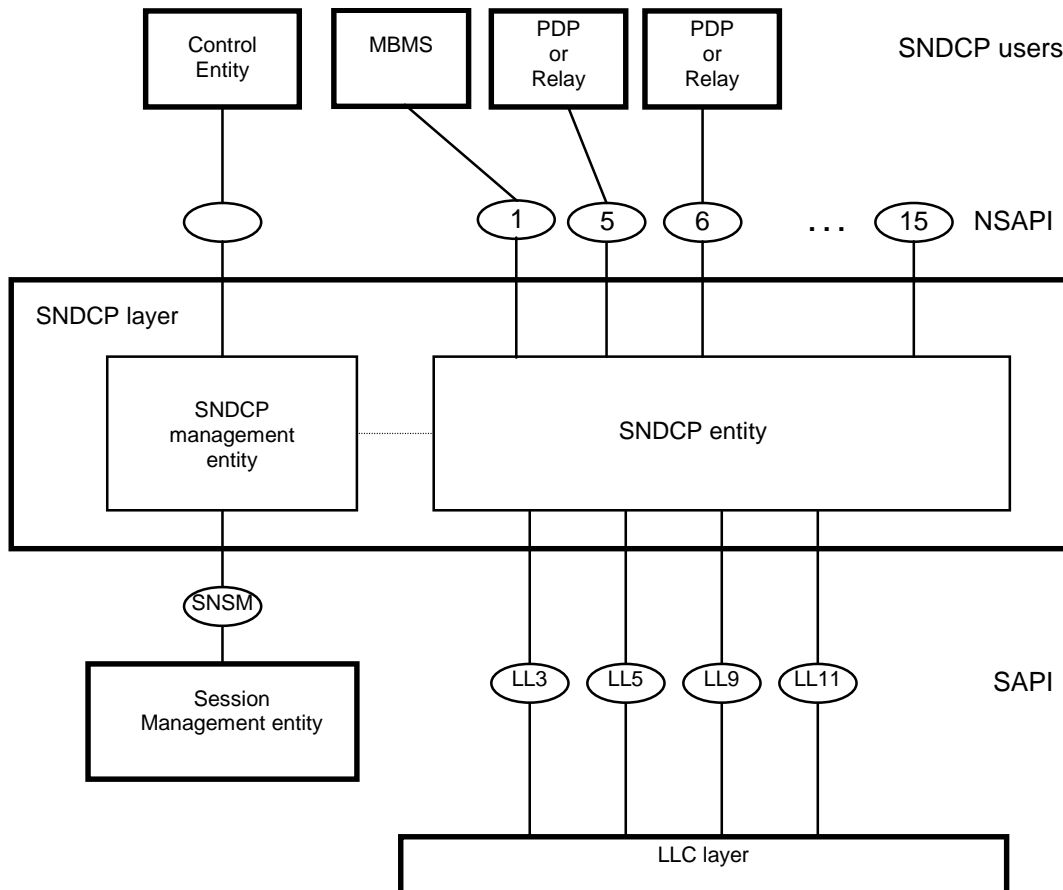 Control
Entity
MBMS
PDP
or
Relay
PDP
or
Relay
SNDCP users
1
5
6
. . .
15
NSAPI
SNDCP layer
SNDCP
management
entity
SNDCP entity
SNSM
LL3
LL5
LL9
LL11
SAPI
Session
Management entity
LLC layer